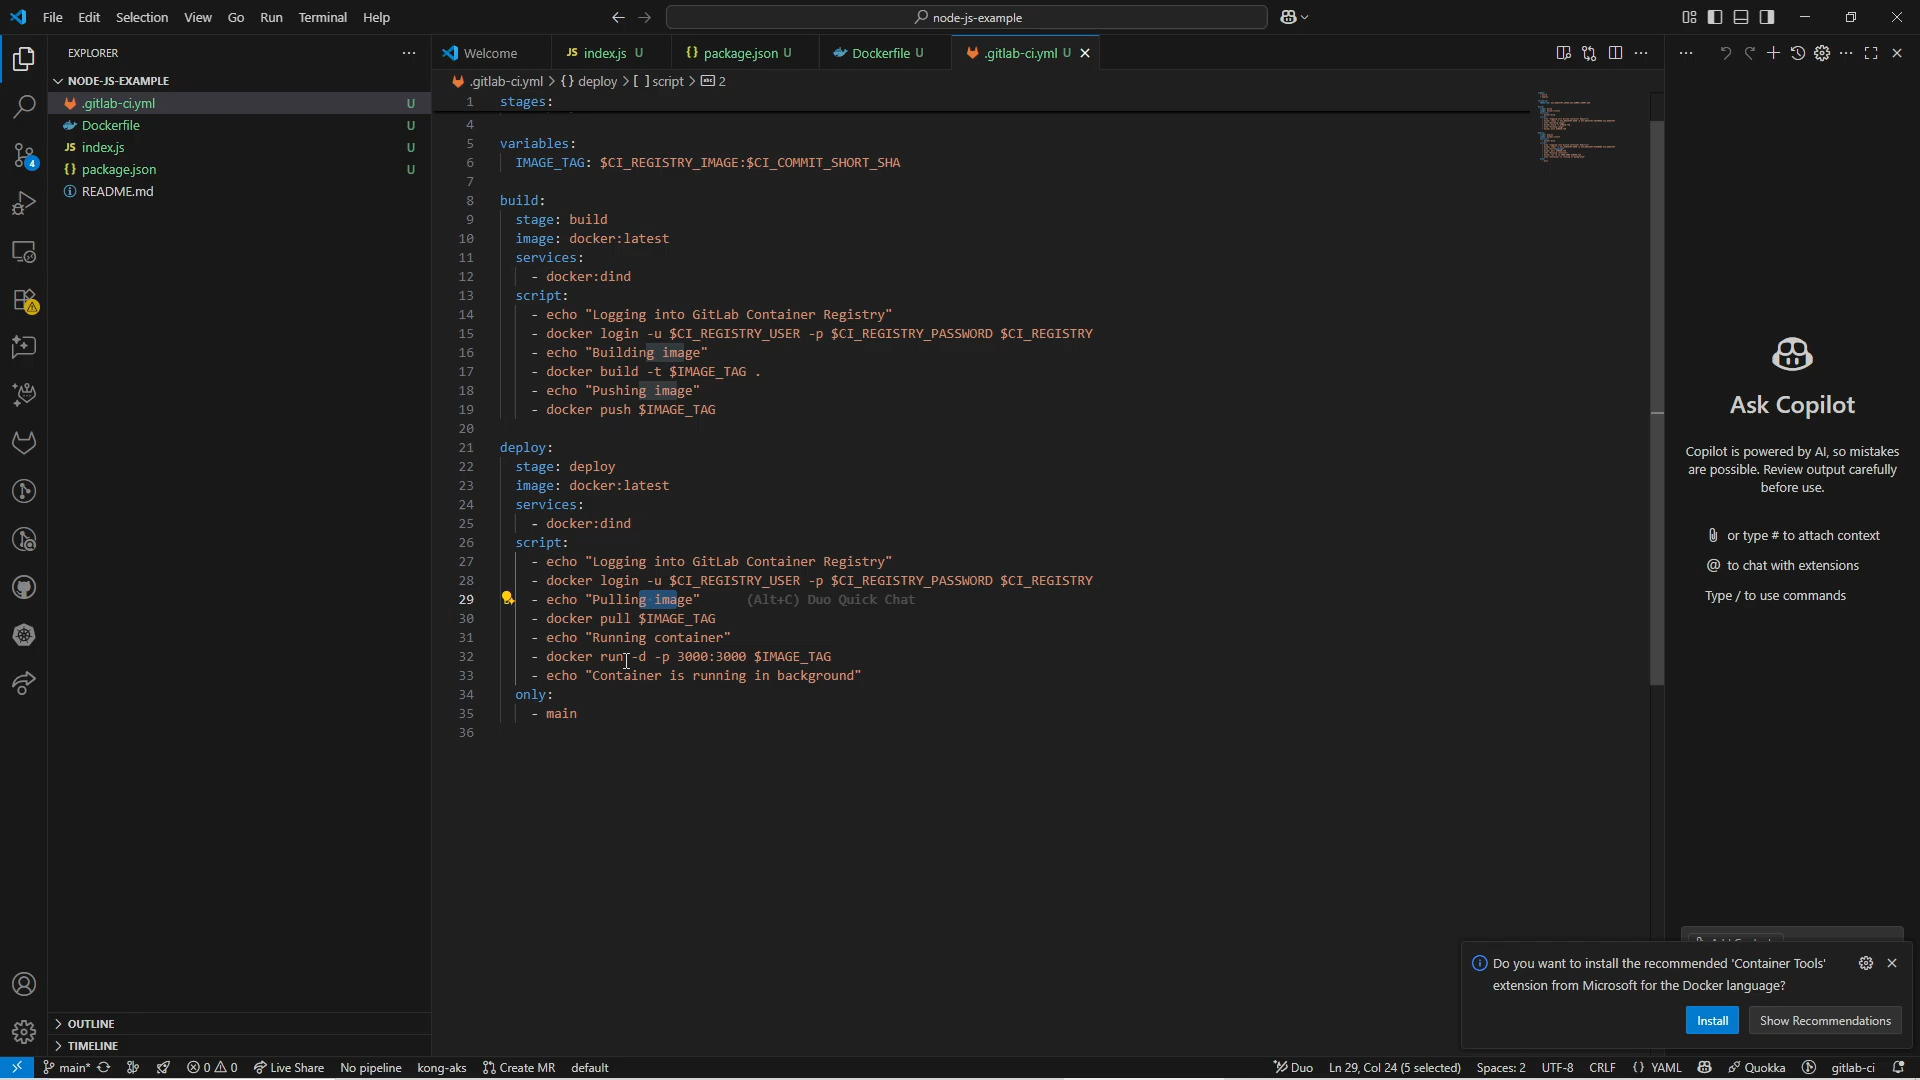 File Edit Selection View Go Run Terminal Help
node-js-example
EXPLORER
NODE-JS-EXAMPLE
.gitlab-ci.yml U
Dockerfile U
JS index.js U
{} package.json U
README.md
OUTLINE
TIMELINE
4
Welcome
JS index.js U
{} package.json U
Dockerfile U
.gitlab-ci.yml U
.gitlab-ci.yml > {} deploy > [ ] script > abc 2
1 stages:
4
5 variables:
6 IMAGE_TAG: $CI_REGISTRY_IMAGE:$CI_COMMIT_SHORT_SHA
7
8 build:
9 stage: build
10 image: docker:latest
11 services:
12 - docker:dind
13 script:
14 - echo "Logging into GitLab Container Registry"
15 - docker login -u $CI_REGISTRY_USER -p $CI_REGISTRY_PASSWORD $CI_REGISTRY
16 - echo "Building image"
17 - docker build -t $IMAGE_TAG .
18 - echo "Pushing image"
19 - docker push $IMAGE_TAG
20
21 deploy:
22 stage: deploy
23 image: docker:latest
24 services:
25 - docker:dind
26 script:
27 - echo "Logging into GitLab Container Registry"
28 - docker login -u $CI_REGISTRY_USER -p $CI_REGISTRY_PASSWORD $CI_REGISTRY
29 - echo "Pulling image" (Alt+C) Duo Quick Chat
30 - docker pull $IMAGE_TAG
31 - echo "Running container"
32 - docker run -d -p 3000:3000 $IMAGE_TAG
33 - echo "Container is running in background"
34 only:
35 - main
36
Ask Copilot
Copilot is powered by AI, so mistakes
are possible. Review output carefully
before use.
or type # to attach context
@ to chat with extensions
Type / to use commands
Do you want to install the recommended 'Container Tools'
extension from Microsoft for the Docker language?
Install
Show Recommendations
main* 0 0 Live Share No pipeline kong-aks Create MR default
Duo Ln 29, Col 24 (5 selected) Spaces: 2 UTF-8 CRLF {} YAML Quokka gitlab-ci